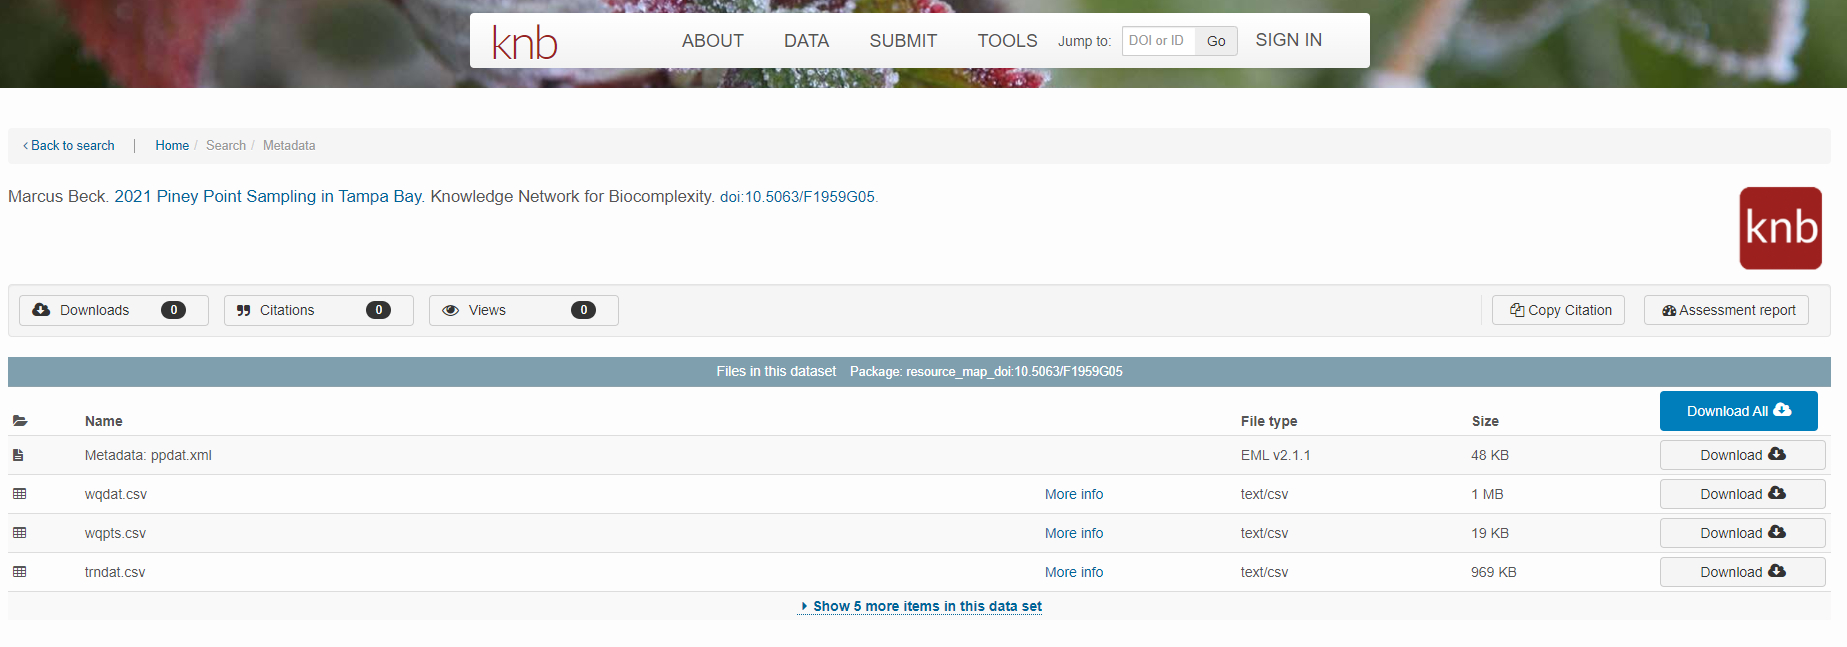 knb ABOUT DATA SUBMIT TOOLS Jump to: DOI or ID Go SIGN IN
‹ Back to search | Home / Search / Metadata
Marcus Beck. 2021 Piney Point Sampling in Tampa Bay. Knowledge Network for Biocomplexity. doi:10.5063/F1959G05.
knb
Downloads 0 Citations 0 Views 0 Copy Citation Assessment report
Files in this dataset Package: resource_map_doi:10.5063/F1959G05
Name File type Size Download All
Metadata: ppdat.xml EML v2.1.1 48 KB Download
wqdat.csv More info text/csv 1 MB Download
wqpts.csv More info text/csv 19 KB Download
trndat.csv More info text/csv 969 KB Download
Show 5 more items in this data set